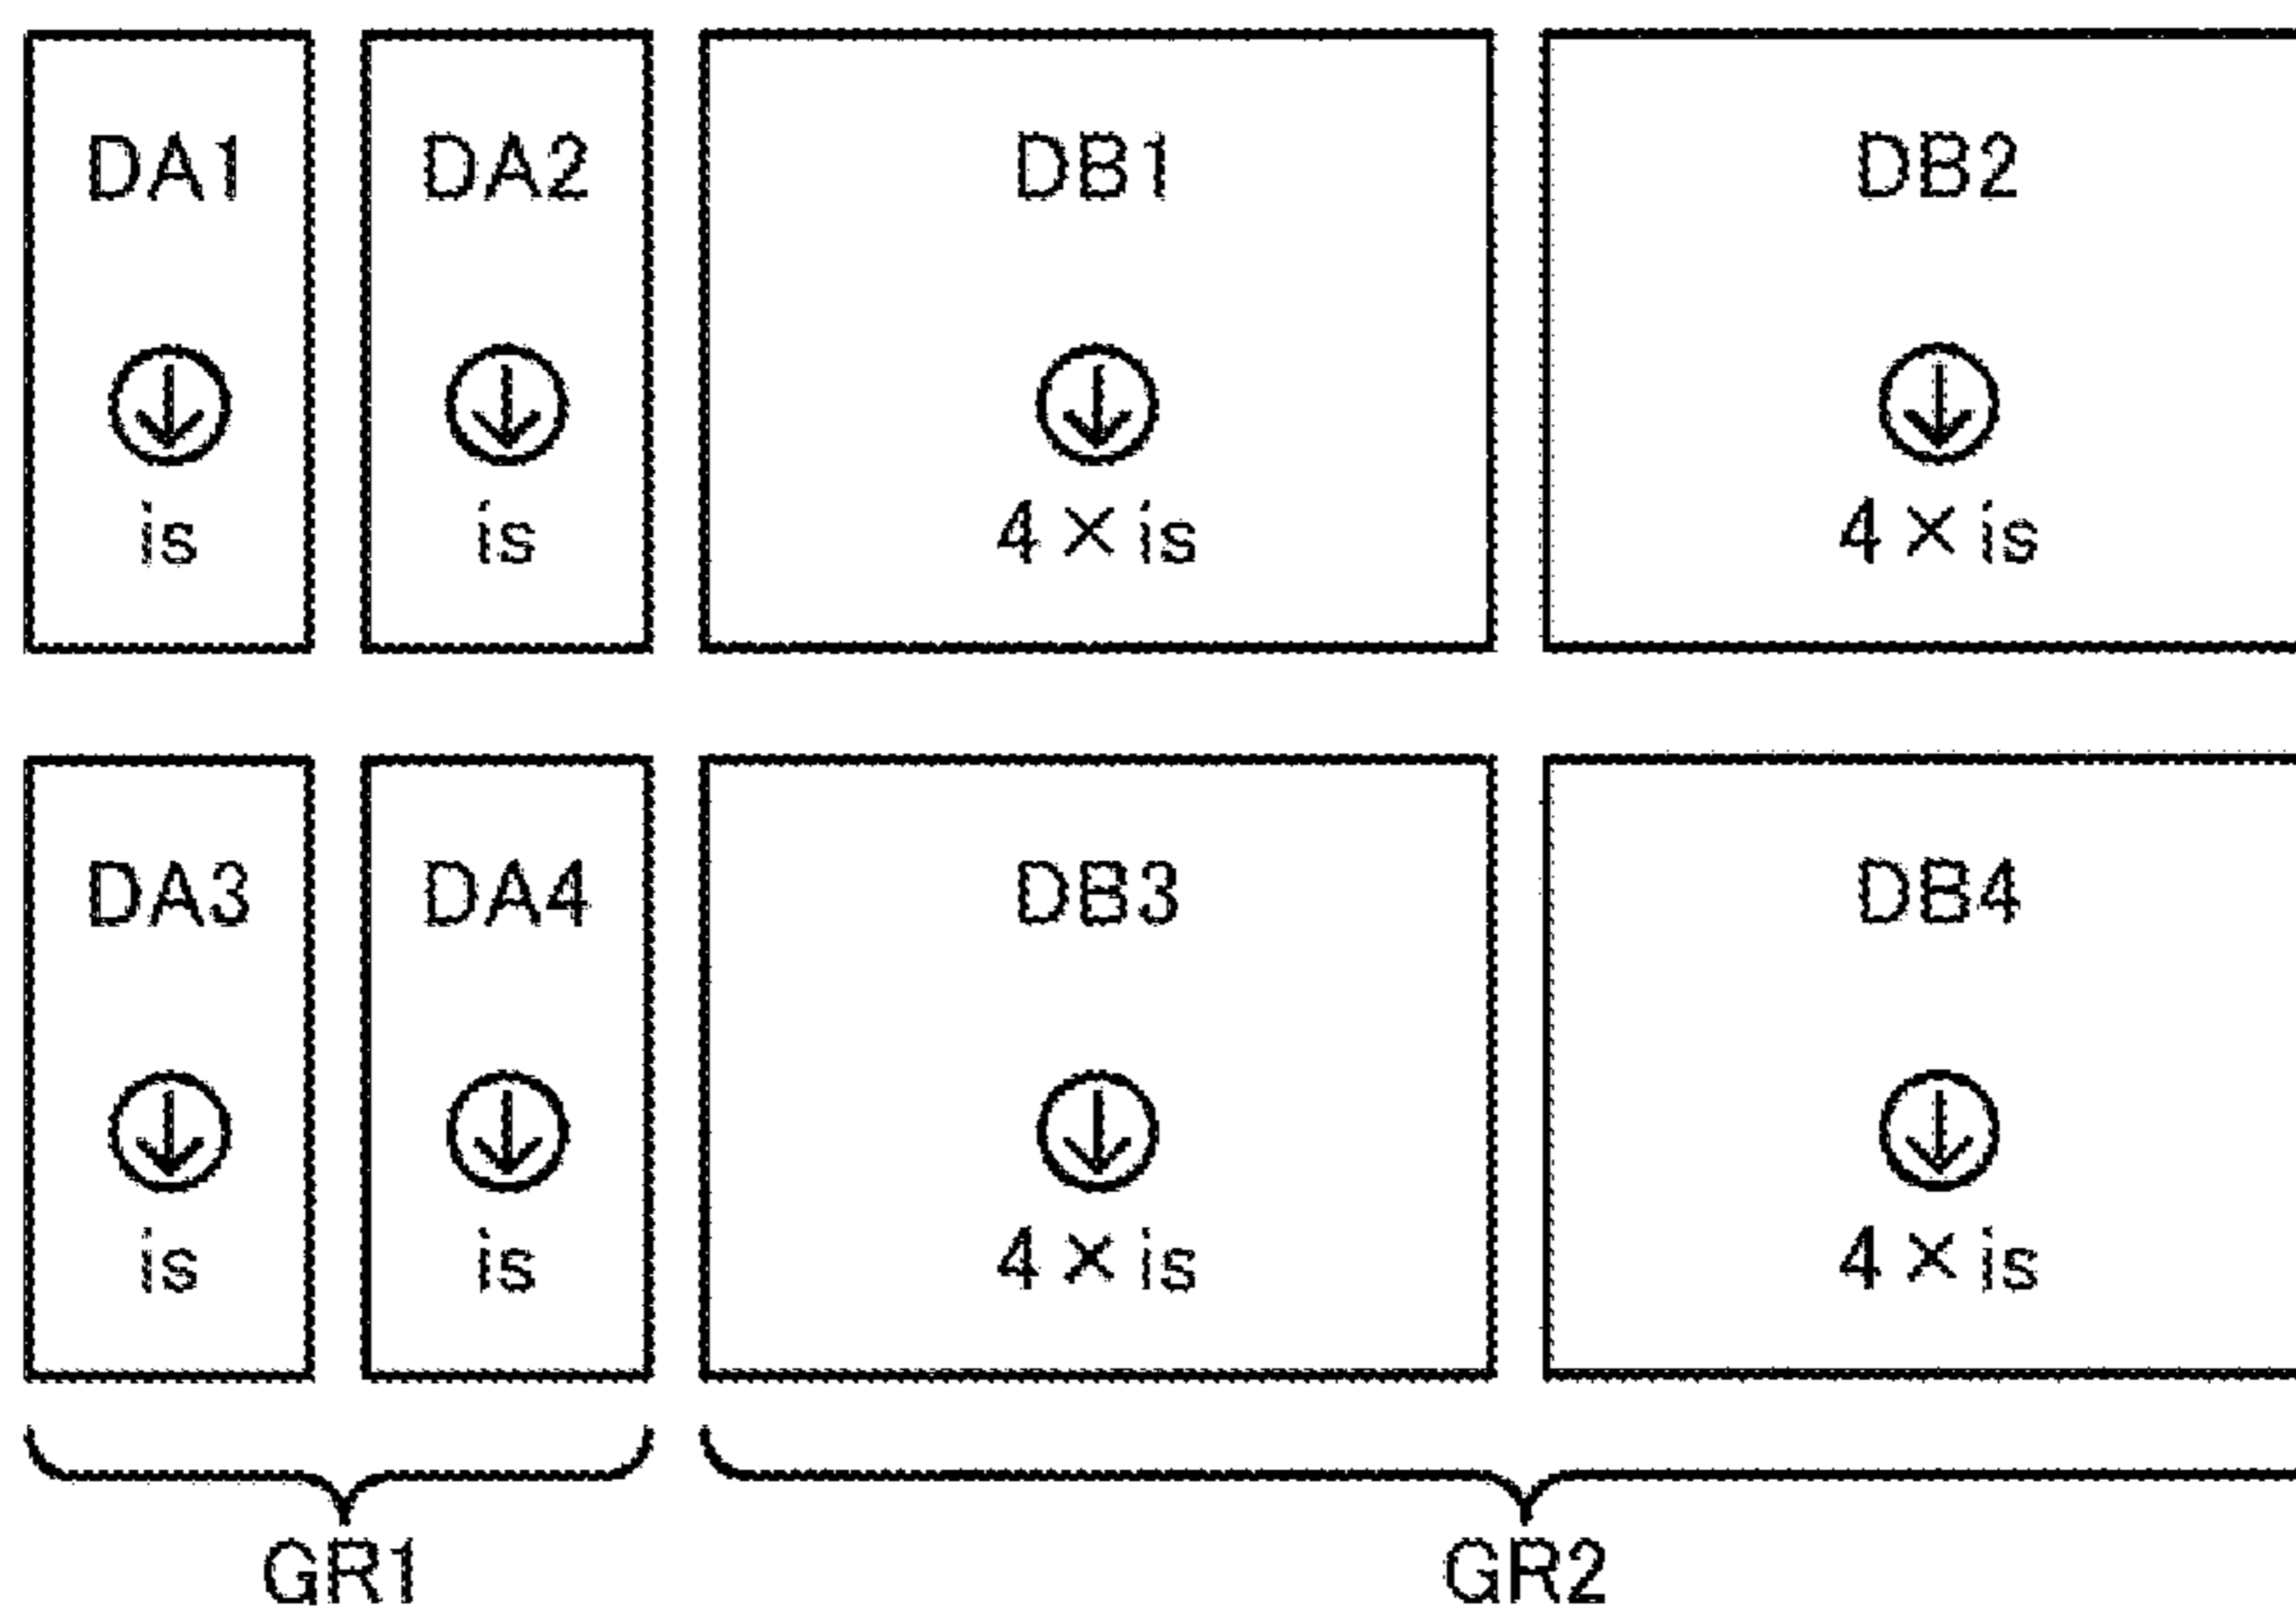 DA1 DA2 DB1 DB2
is is 4×is 4×is
DA3 DA4 DB3 DB4
is is 4×is 4×is
GR1 GR2